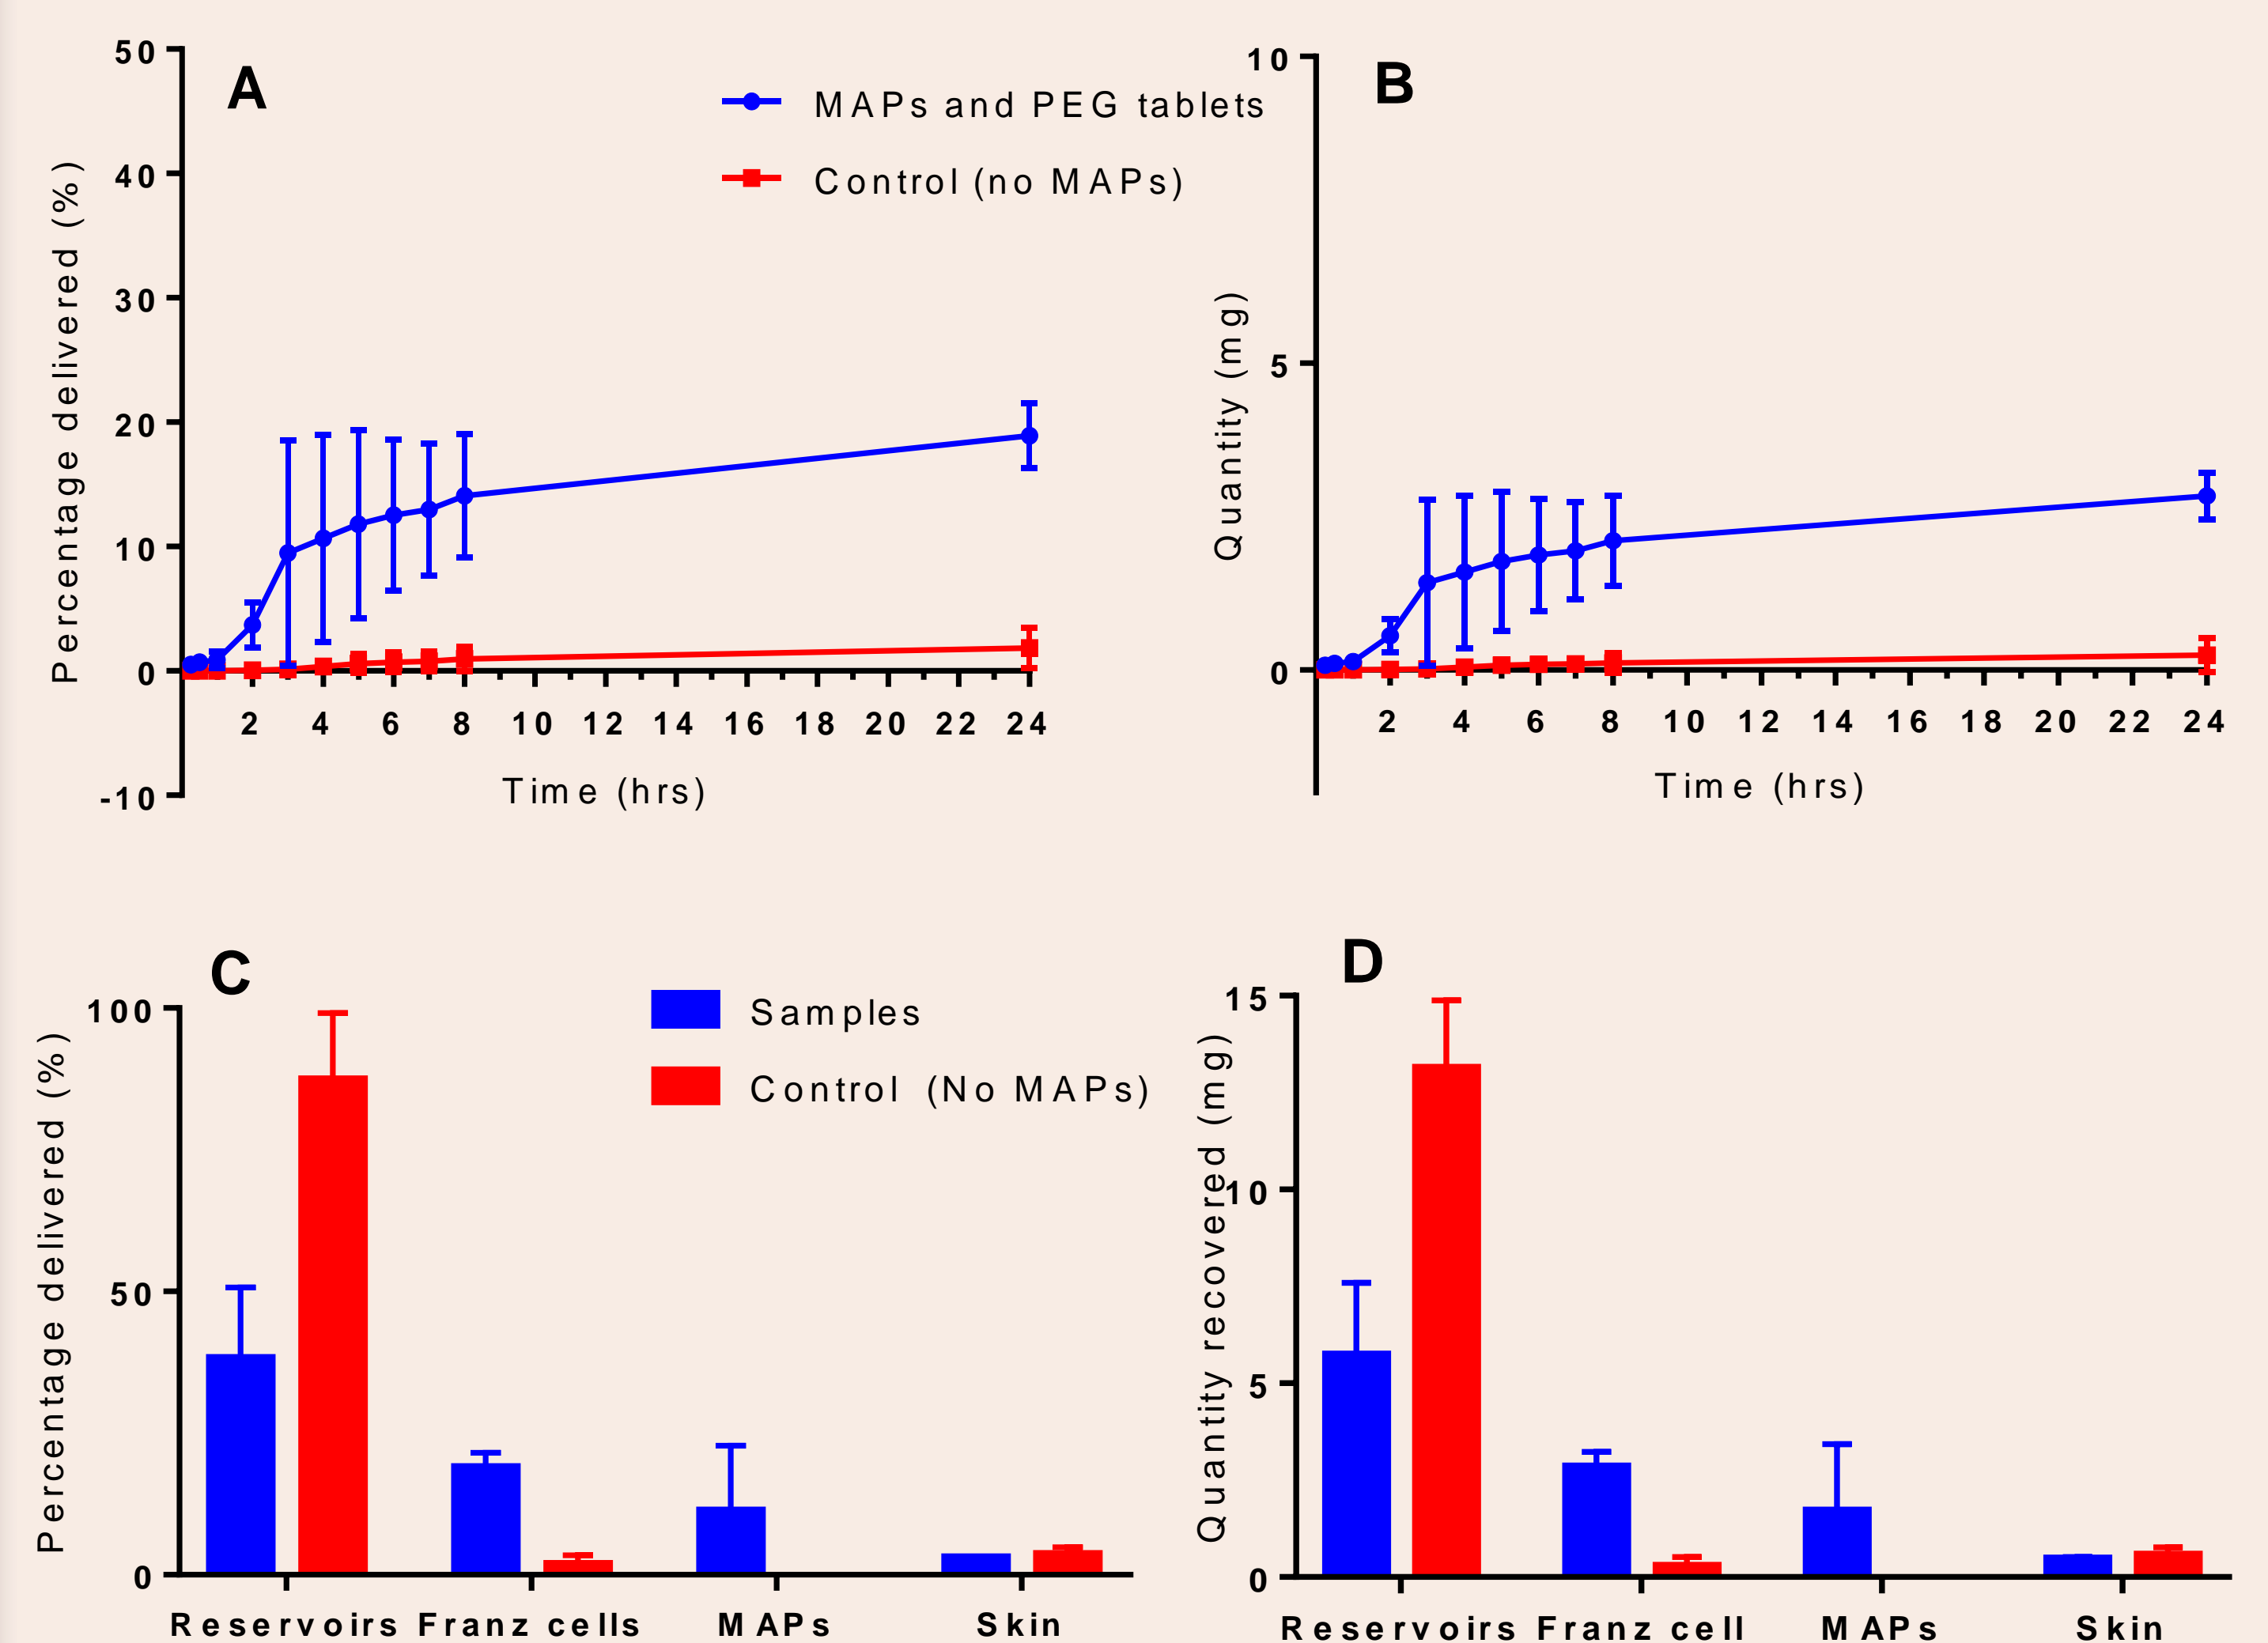 A
50
40
30
20
10
0
-10
Percentage delivered (%)
MAPs and PEG tablets
Control (no MAPs)
2 4 6 8 10 12 14 16 18 20 22 24
Time (hrs)
B
10
5
0
Quantity (mg)
2 4 6 8 10 12 14 16 18 20 22 24
Time (hrs)
C
100
50
0
Percentage delivered (%)
Samples
Control (No MAPs)
Reservoirs Franz cells MAPs Skin
D
15
10
5
0
Quantity recovered (mg)
Reservoirs Franz cell MAPs Skin